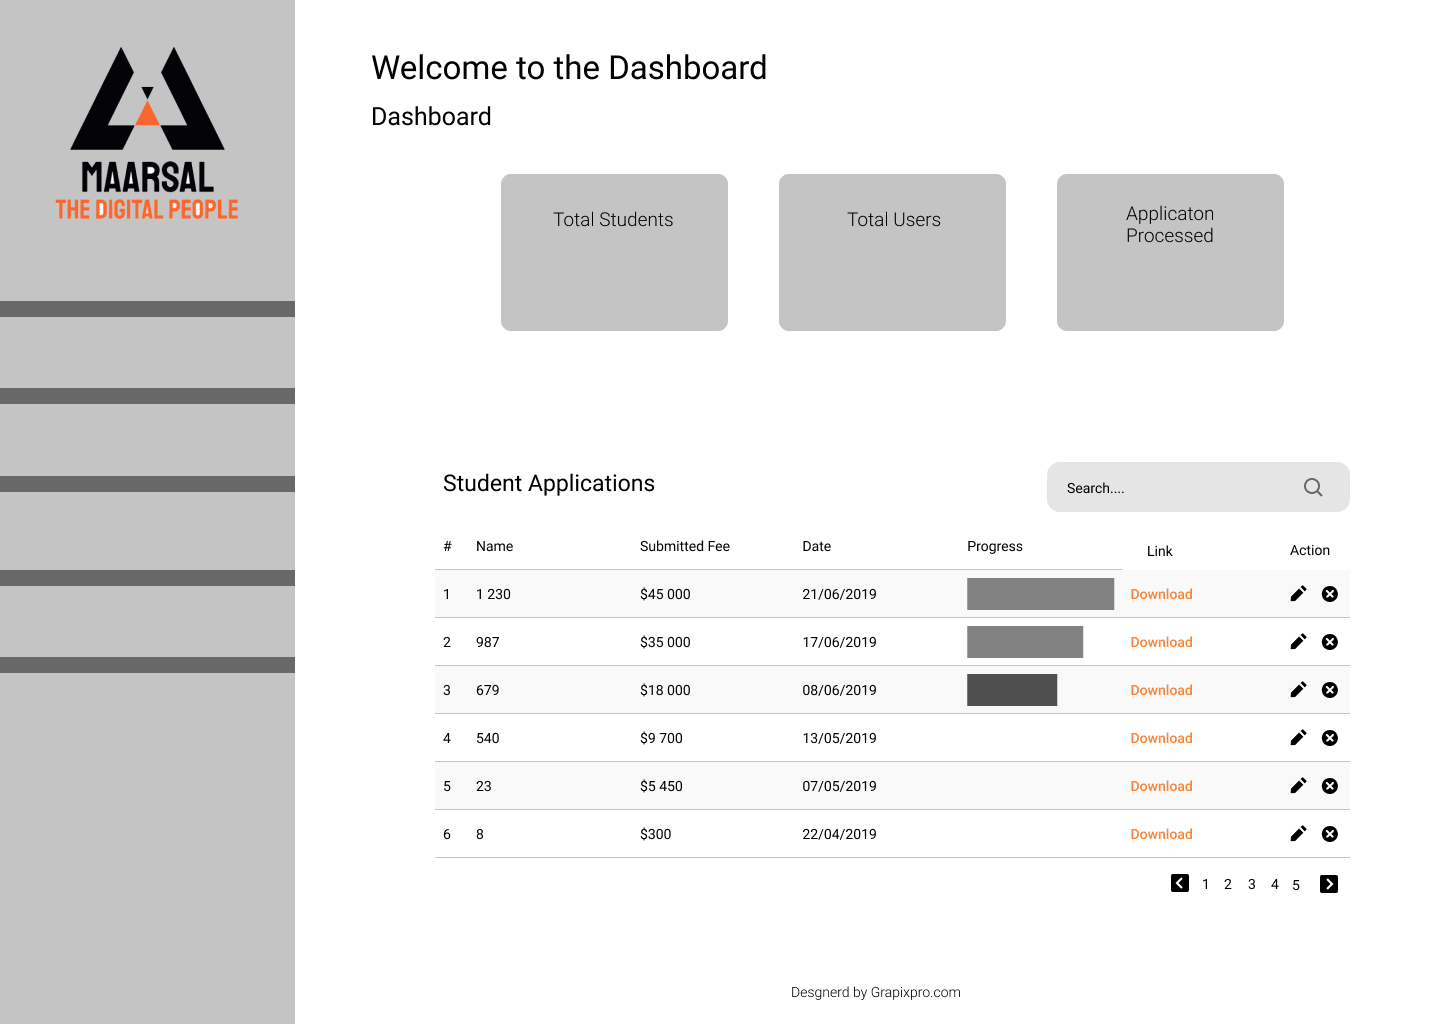 MAARSAL
THE DIGITAL PEOPLE
Welcome to the Dashboard
Dashboard
Total Students
Total Users
Applicaton
Processed
Student Applications
Search....
# Name Submitted Fee Date Progress Link Action
1 1 230 $45 000 21/06/2019 Download
2 987 $35 000 17/06/2019 Download
3 679 $18 000 08/06/2019 Download
4 540 $9 700 13/05/2019 Download
5 23 $5 450 07/05/2019 Download
6 8 $300 22/04/2019 Download
1 2 3 4 5
Desgnerd by Grapixpro.com